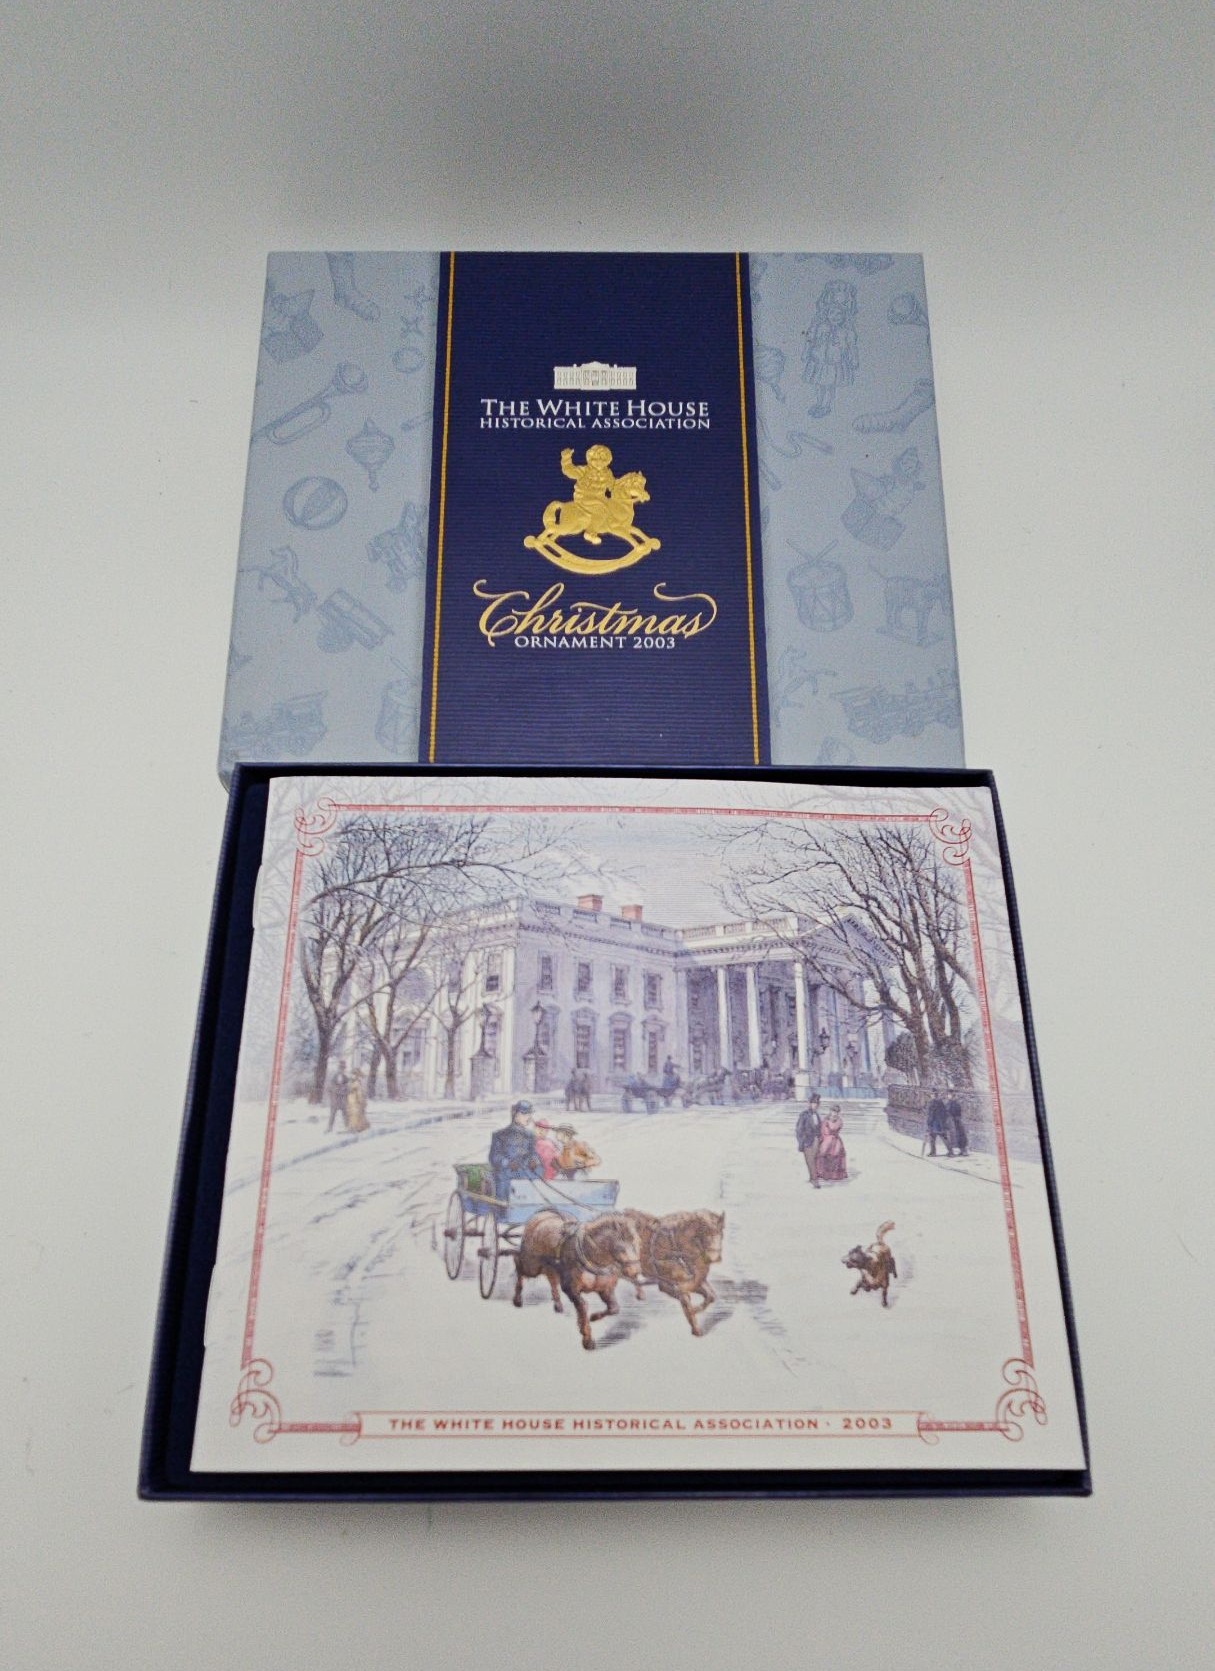 THE WHITE HOUSE
HISTORICAL ASSOCIATION
Christmas
ORNAMENT 2003
THE WHITE HOUSE HISTORICAL ASSOCIATION · 2003